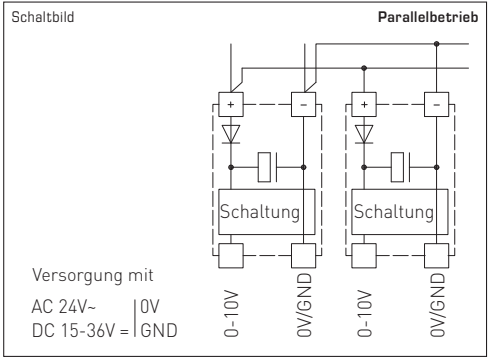 Schaltbild
Parallelbetrieb
+ − + −
Schaltung Schaltung
Versorgung mit
AC 24V~ 0V
DC 15-36V = GND
0-10V
0V/GND
0-10V
0V/GND